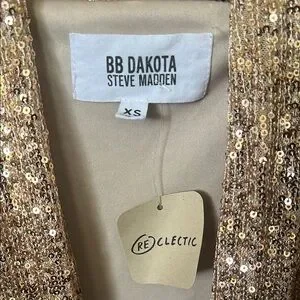 BB DAKOTA
STEVE MADDEN
XS
RE CLECTIC